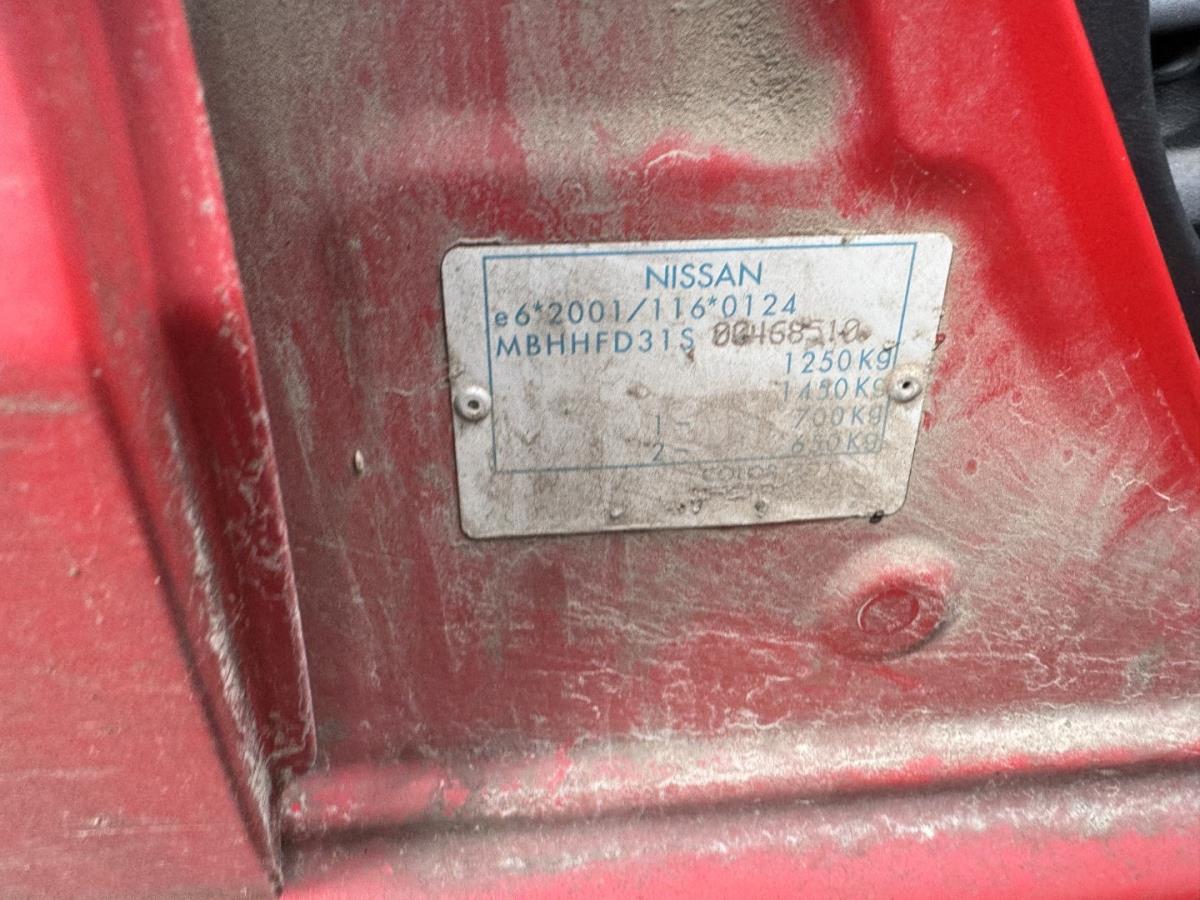 NISSAN
e6*2001/116*0124
MBHHFD31S 00468510
1250Kg
1450Kg
1- 700Kg
2- 650Kg